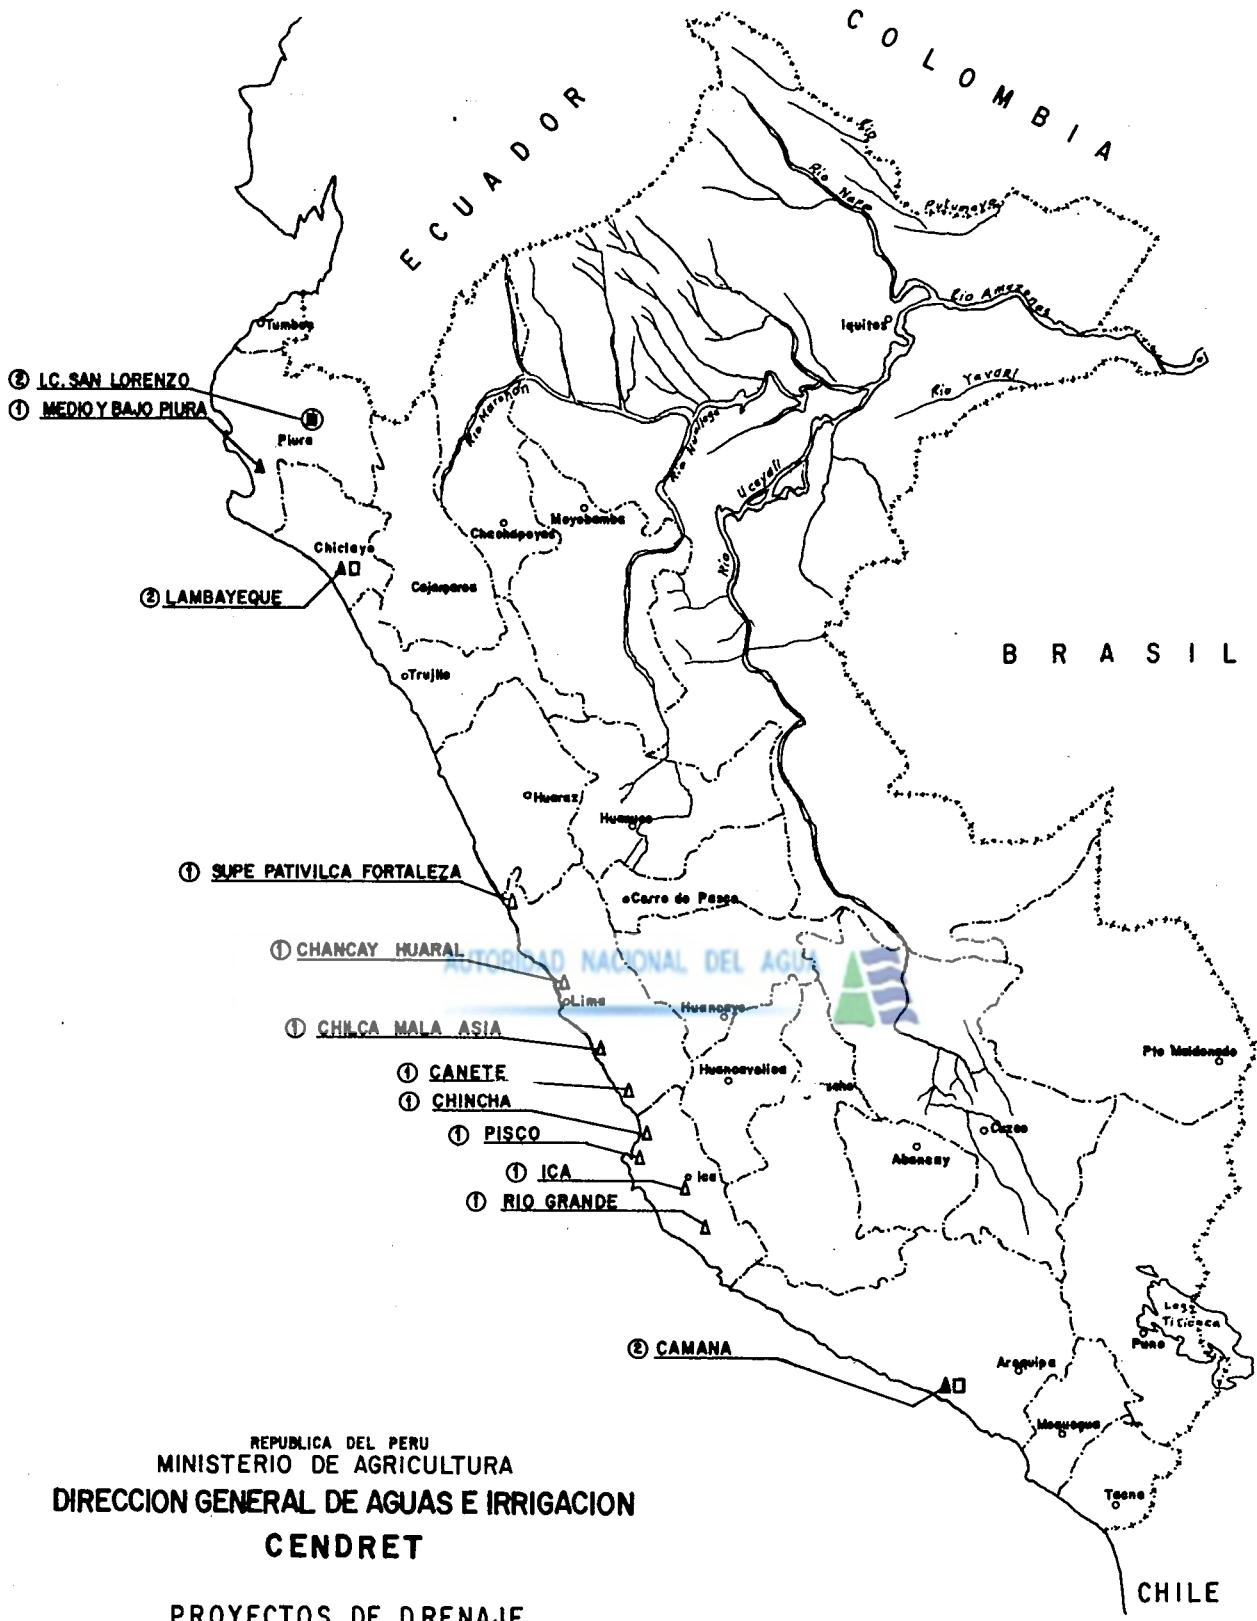 COLOMBIA
ECUADOR
Rio
Putumayo
Rio Napo
Rio Amazonas
Iquitos
Rio YAVARI
Tumbes
② I.C. SAN LORENZO
① MEDIO Y BAJO PIURA
Piura
Rio Marañon
Rio Huallaga
Ucayali
Rio
Moyobamba
Chachapoyas
Chiclayo
② LAMBAYEQUE
Cajamarca
BRASIL
Trujillo
Huaraz
Huanuco
① SUPE PATIVILCA FORTALEZA
Cerro de Pasco
① CHANCAY HUARAL
AUTORIDAD NACIONAL DEL AGUA
Lima
Huancayo
① CHILCA MALA ASIA
Pto Maldonado
Huancavelica
① CANETE
cho
① CHINCHA
Cuzco
① PISCO
Abancay
① ICA
Ica
① RIO GRANDE
Lago
Titicaca
Puno
② CAMANA
Arequipa
Moquegua
Tacna
REPUBLICA DEL PERU
MINISTERIO DE AGRICULTURA
DIRECCION GENERAL DE AGUAS E IRRIGACION
CENDRET
CHILE
PROYECTOS DE DRENAJE